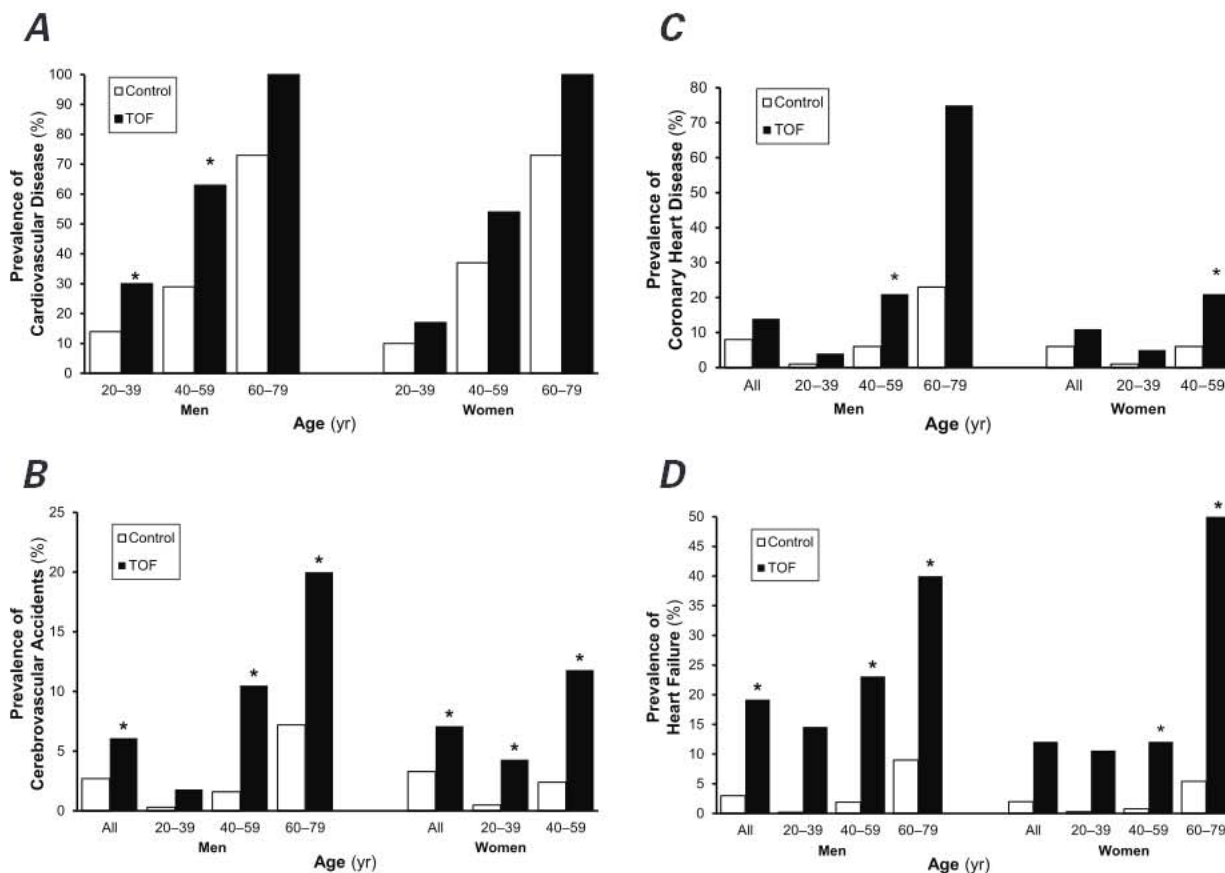 A
Prevalence of
Cardiovascular Disease (%)
100
90
80
70
60
50
40
30
20
10
0
Control
TOF
*
*
20–39 40–59 60–79 20–39 40–59 60–79
Men Women
Age (yr)
B
Prevalence of
Cerebrovascular Accidents (%)
25
20
15
10
5
0
Control
TOF
* * * * * *
All 20–39 40–59 60–79 All 20–39 40–59
Men Women
Age (yr)
C
Prevalence of
Coronary Heart Disease (%)
80
70
60
50
40
30
20
10
0
Control
TOF
* *
All 20–39 40–59 60–79 All 20–39 40–59
Men Women
Age (yr)
D
Prevalence of
Heart Failure (%)
50
45
40
35
30
25
20
15
10
5
0
Control
TOF
* * * * *
All 20–39 40–59 60–79 All 20–39 40–59 60–79
Men Women
Age (yr)